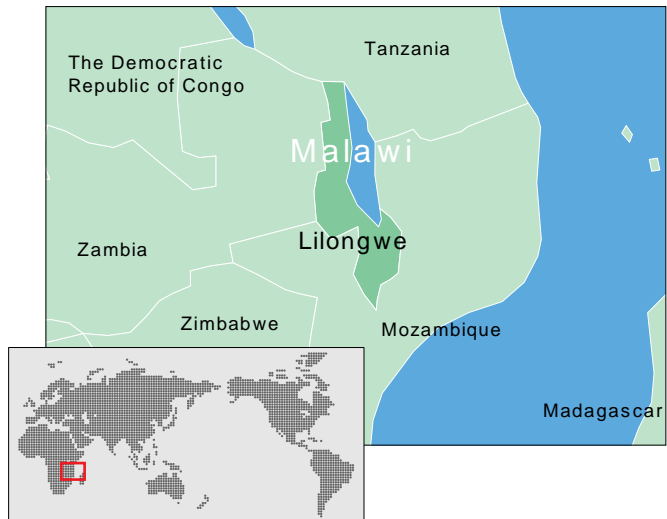 Tanzania
The Democratic
Republic of Congo
Malawi
Lilongwe
Zambia
Zimbabwe
Mozambique
Madagascar